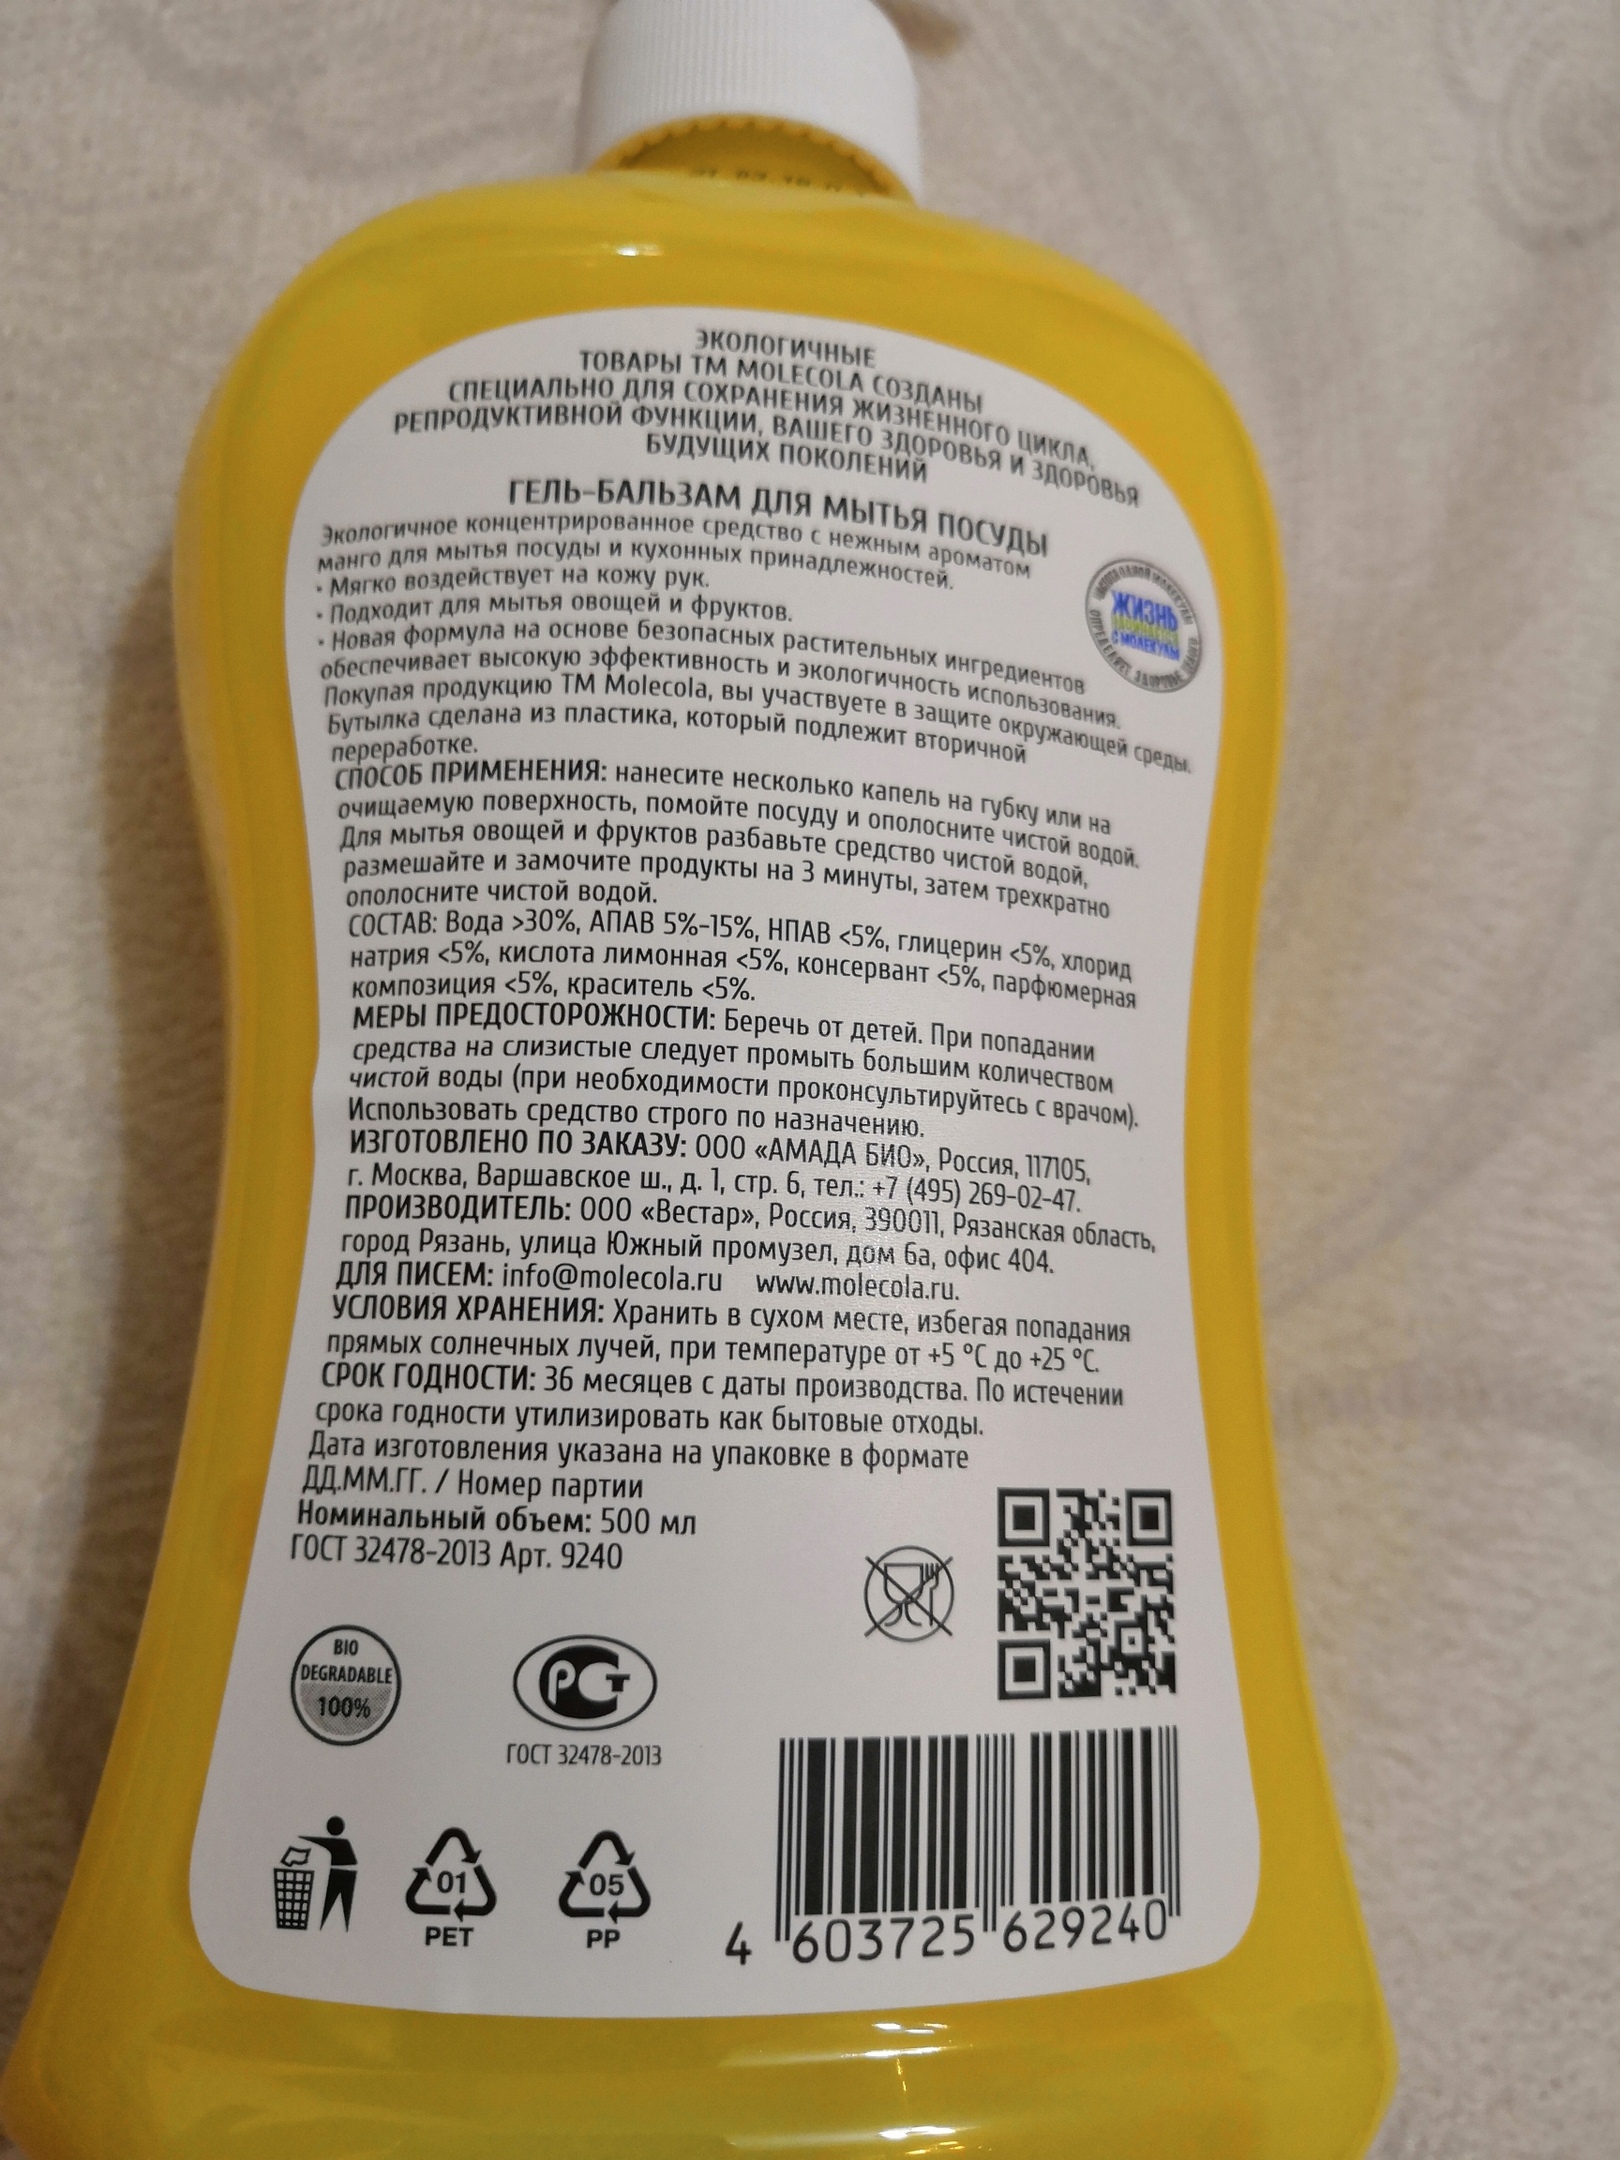 ЭКОЛОГИЧНЫЕ
ТОВАРЫ ТМ MOLECOLA СОЗДАНЫ
СПЕЦИАЛЬНО ДЛЯ СОХРАНЕНИЯ ЖИЗНЕННОГО ЦИКЛА,
РЕПРОДУКТИВНОЙ ФУНКЦИИ, ВАШЕГО ЗДОРОВЬЯ И ЗДОРОВЬЯ
БУДУЩИХ ПОКОЛЕНИЙ
ГЕЛЬ-БАЛЬЗАМ ДЛЯ МЫТЬЯ ПОСУДЫ
Экологичное концентрированное средство с нежным ароматом
манго для мытья посуды и кухонных принадлежностей.
· Мягко воздействует на кожу рук.
· Подходит для мытья овощей и фруктов.
· Новая формула на основе безопасных растительных ингредиентов
обеспечивает высокую эффективность и экологичность использования.
Покупая продукцию ТМ Molecola, вы участвуете в защите окружающей среды.
Бутылка сделана из пластика, который подлежит вторичной
переработке.
ЖИЗНЬ
С МОЛЕКУЛЫ
СПОСОБ ПРИМЕНЕНИЯ: нанесите несколько капель на губку или на
очищаемую поверхность, помойте посуду и ополосните чистой водой.
Для мытья овощей и фруктов разбавьте средство чистой водой,
размешайте и замочите продукты на 3 минуты, затем трехкратно
ополосните чистой водой.
СОСТАВ: Вода >30%, АПАВ 5%-15%, НПАВ <5%, глицерин <5%, хлорид
натрия <5%, кислота лимонная <5%, консервант <5%, парфюмерная
композиция <5%, краситель <5%.
МЕРЫ ПРЕДОСТОРОЖНОСТИ: Беречь от детей. При попадании
средства на слизистые следует промыть большим количеством
чистой воды (при необходимости проконсультируйтесь с врачом).
Использовать средство строго по назначению.
ИЗГОТОВЛЕНО ПО ЗАКАЗУ: ООО «АМАДА БИО», Россия, 117105,
г. Москва, Варшавское ш., д. 1, стр. 6, тел.: +7 (495) 269-02-47.
ПРОИЗВОДИТЕЛЬ: ООО «Вестар», Россия, 390011, Рязанская область,
город Рязань, улица Южный промузел, дом 6а, офис 404.
ДЛЯ ПИСЕМ: info@molecola.ru www.molecola.ru.
УСЛОВИЯ ХРАНЕНИЯ: Хранить в сухом месте, избегая попадания
прямых солнечных лучей, при температуре от +5 °C до +25 °C.
СРОК ГОДНОСТИ: 36 месяцев с даты производства. По истечении
срока годности утилизировать как бытовые отходы.
Дата изготовления указана на упаковке в формате
ДД.ММ.ГГ. / Номер партии
Номинальный объем: 500 мл
ГОСТ 32478-2013 Арт. 9240
BIO
DEGRADABLE
100%
РСТ
ГОСТ 32478-2013
01
PET
05
PP
4 603725 629240